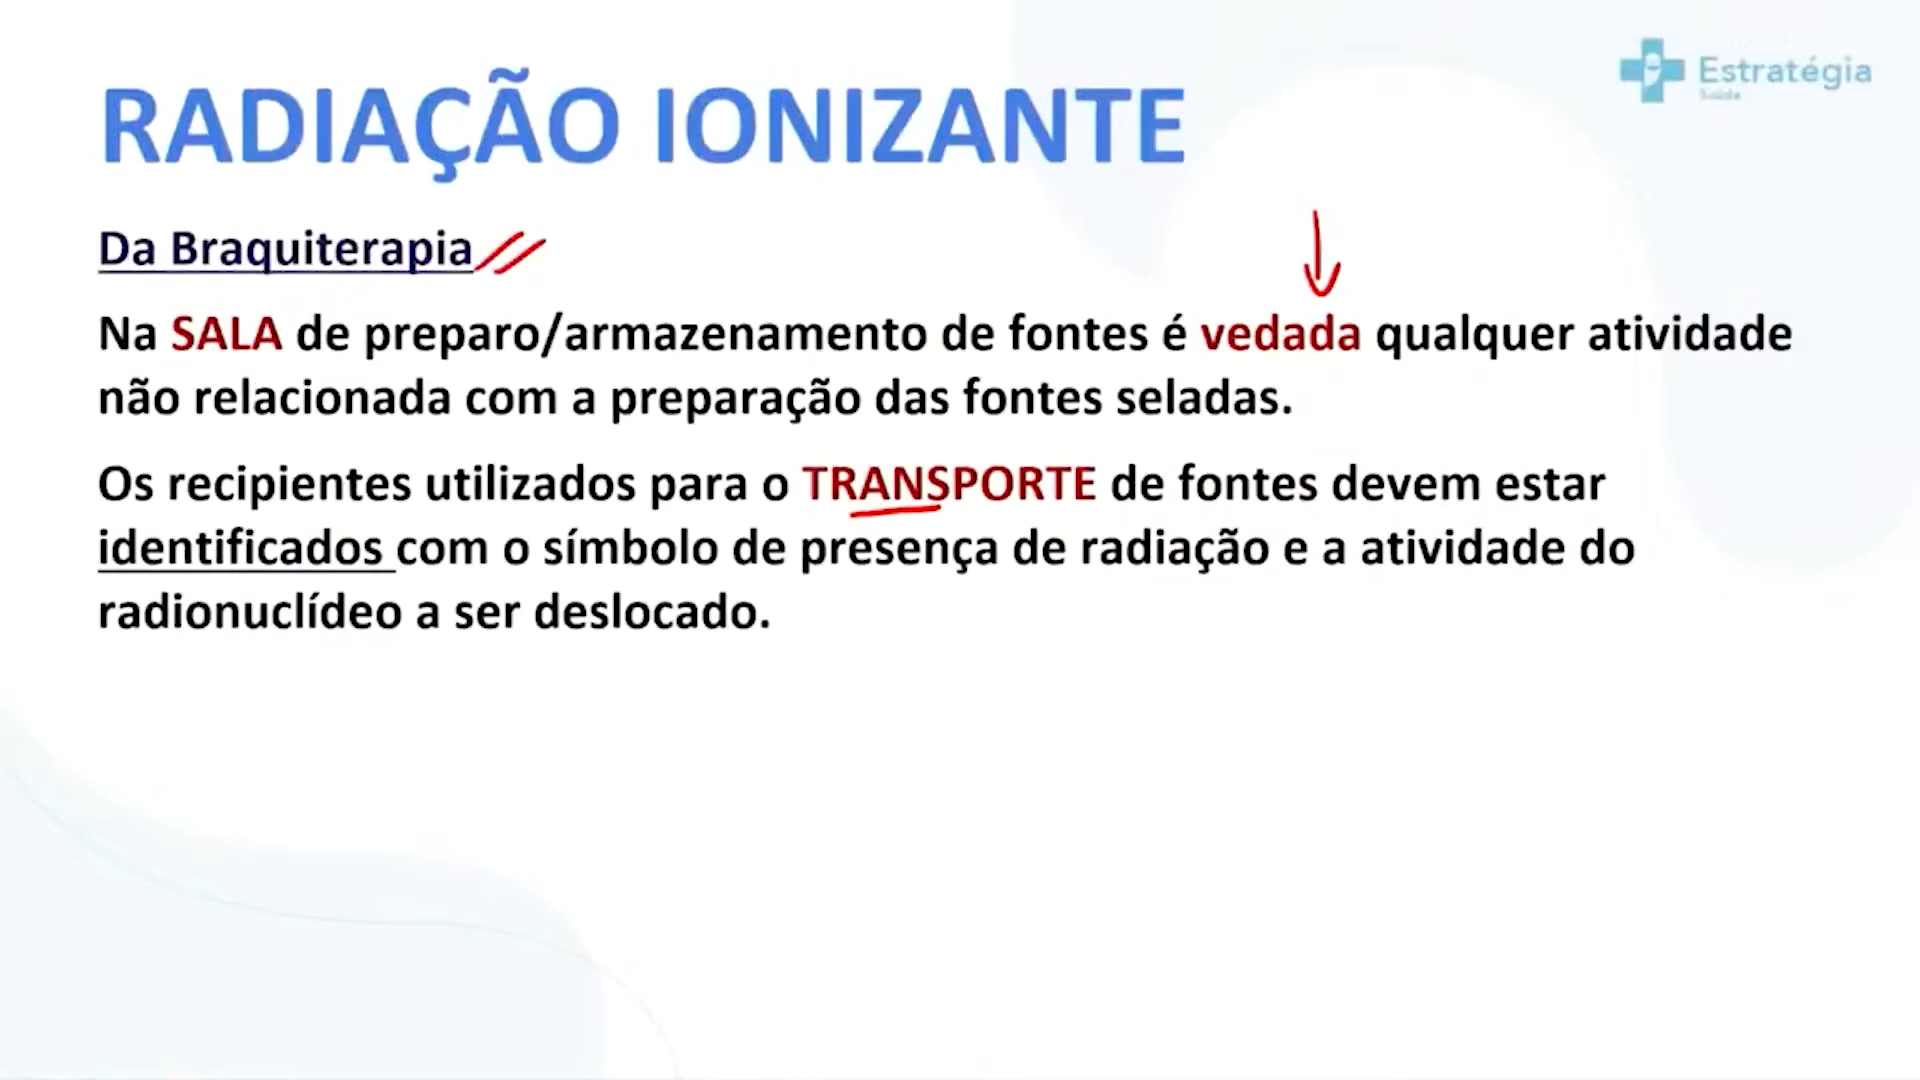 Estratégia
Saúde
RADIAÇÃO IONIZANTE
Da Braquiterapia
Na SALA de preparo/armazenamento de fontes é vedada qualquer atividade
não relacionada com a preparação das fontes seladas.
Os recipientes utilizados para o TRANSPORTE de fontes devem estar
identificados com o símbolo de presença de radiação e a atividade do
radionuclídeo a ser deslocado.